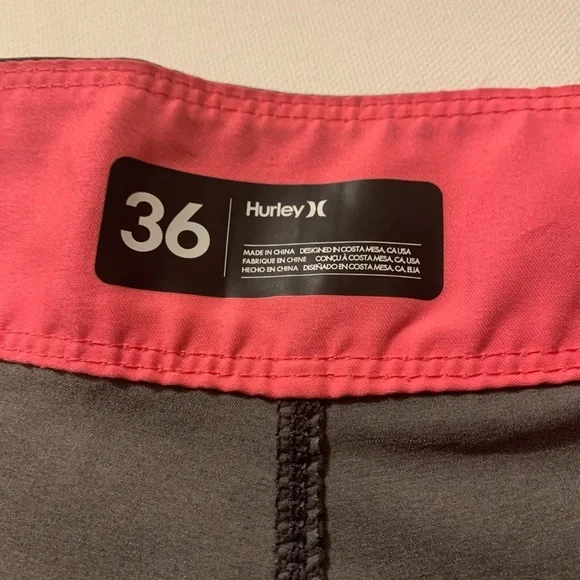 36
Hurley
MADE IN CHINA DESIGNED IN COSTA MESA, CA USA
FABRIQUE EN CHINE CONÇU À COSTA MESA, CA, USA
HECHO EN CHINA DISEÑADO EN COSTA MESA, CA, EUA